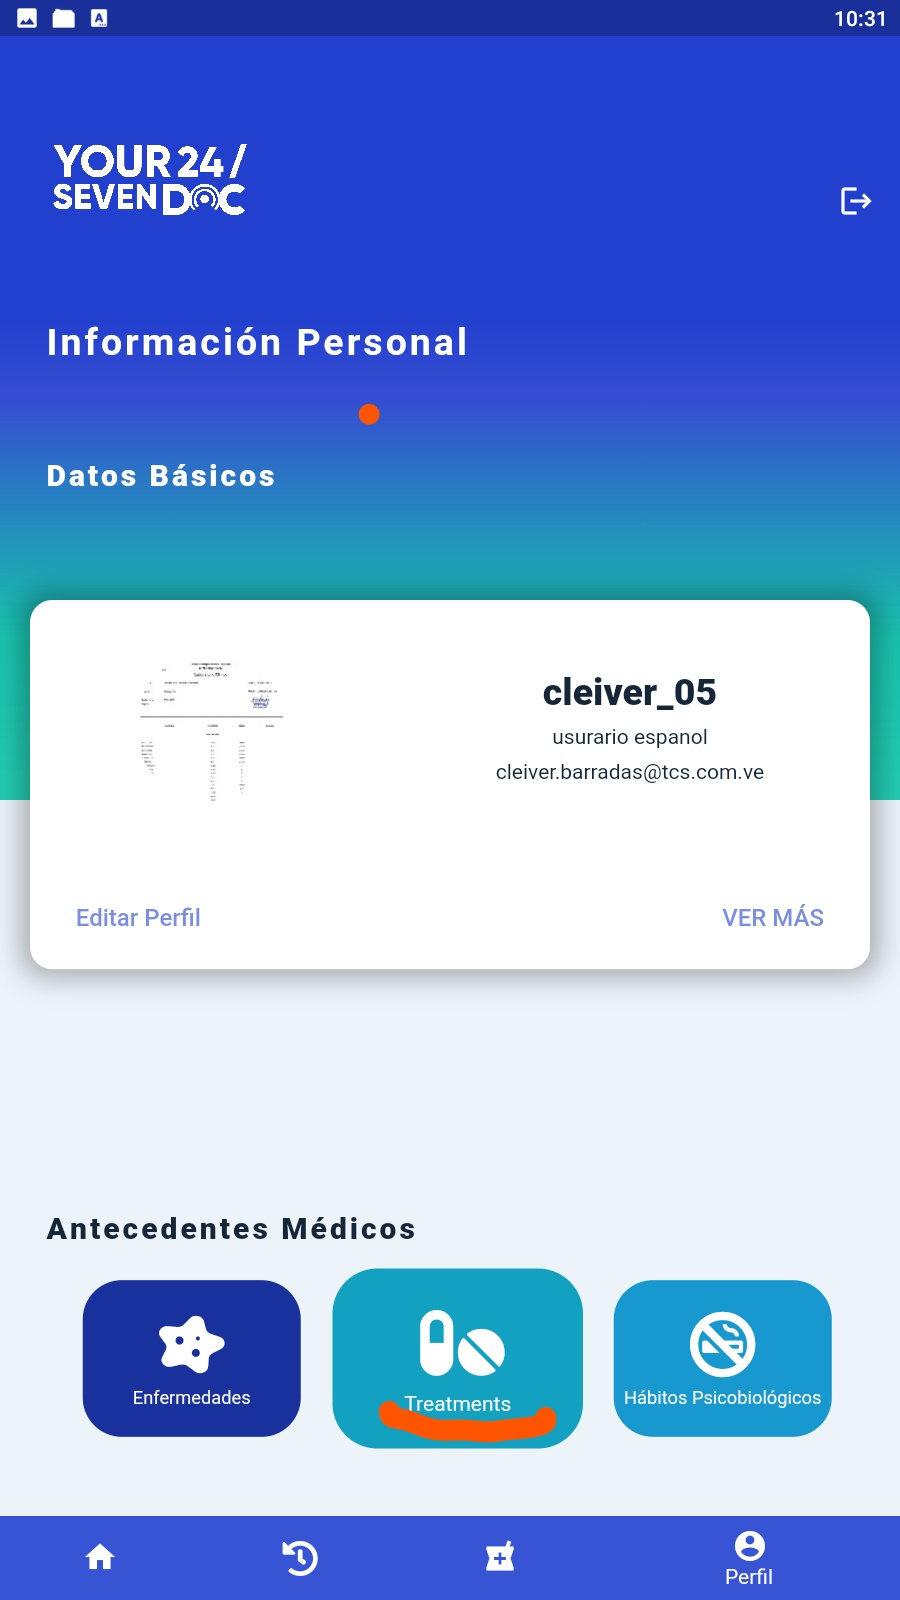 10:31
YOUR 24 /
SEVEN DOC
Información Personal
Datos Básicos
cleiver_05
usurario espanol
cleiver.barradas@tcs.com.ve
Editar Perfil
VER MÁS
Antecedentes Médicos
Enfermedades
Treatments
Hábitos Psicobiológicos
Perfil